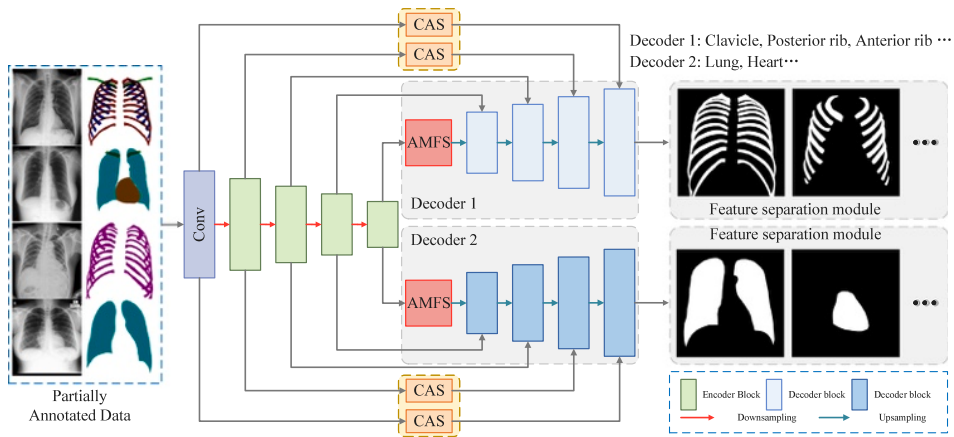 CAS
CAS
Decoder 1: Clavicle, Posterior rib, Anterior rib ···
Decoder 2: Lung, Heart···
AMFS
Decoder 1
Feature separation module
Conv
Decoder 2
Feature separation module
AMFS
CAS
CAS
Partially
Annotated Data
Encoder Block
Decoder block
Decoder block
Downsampling
Upsampling